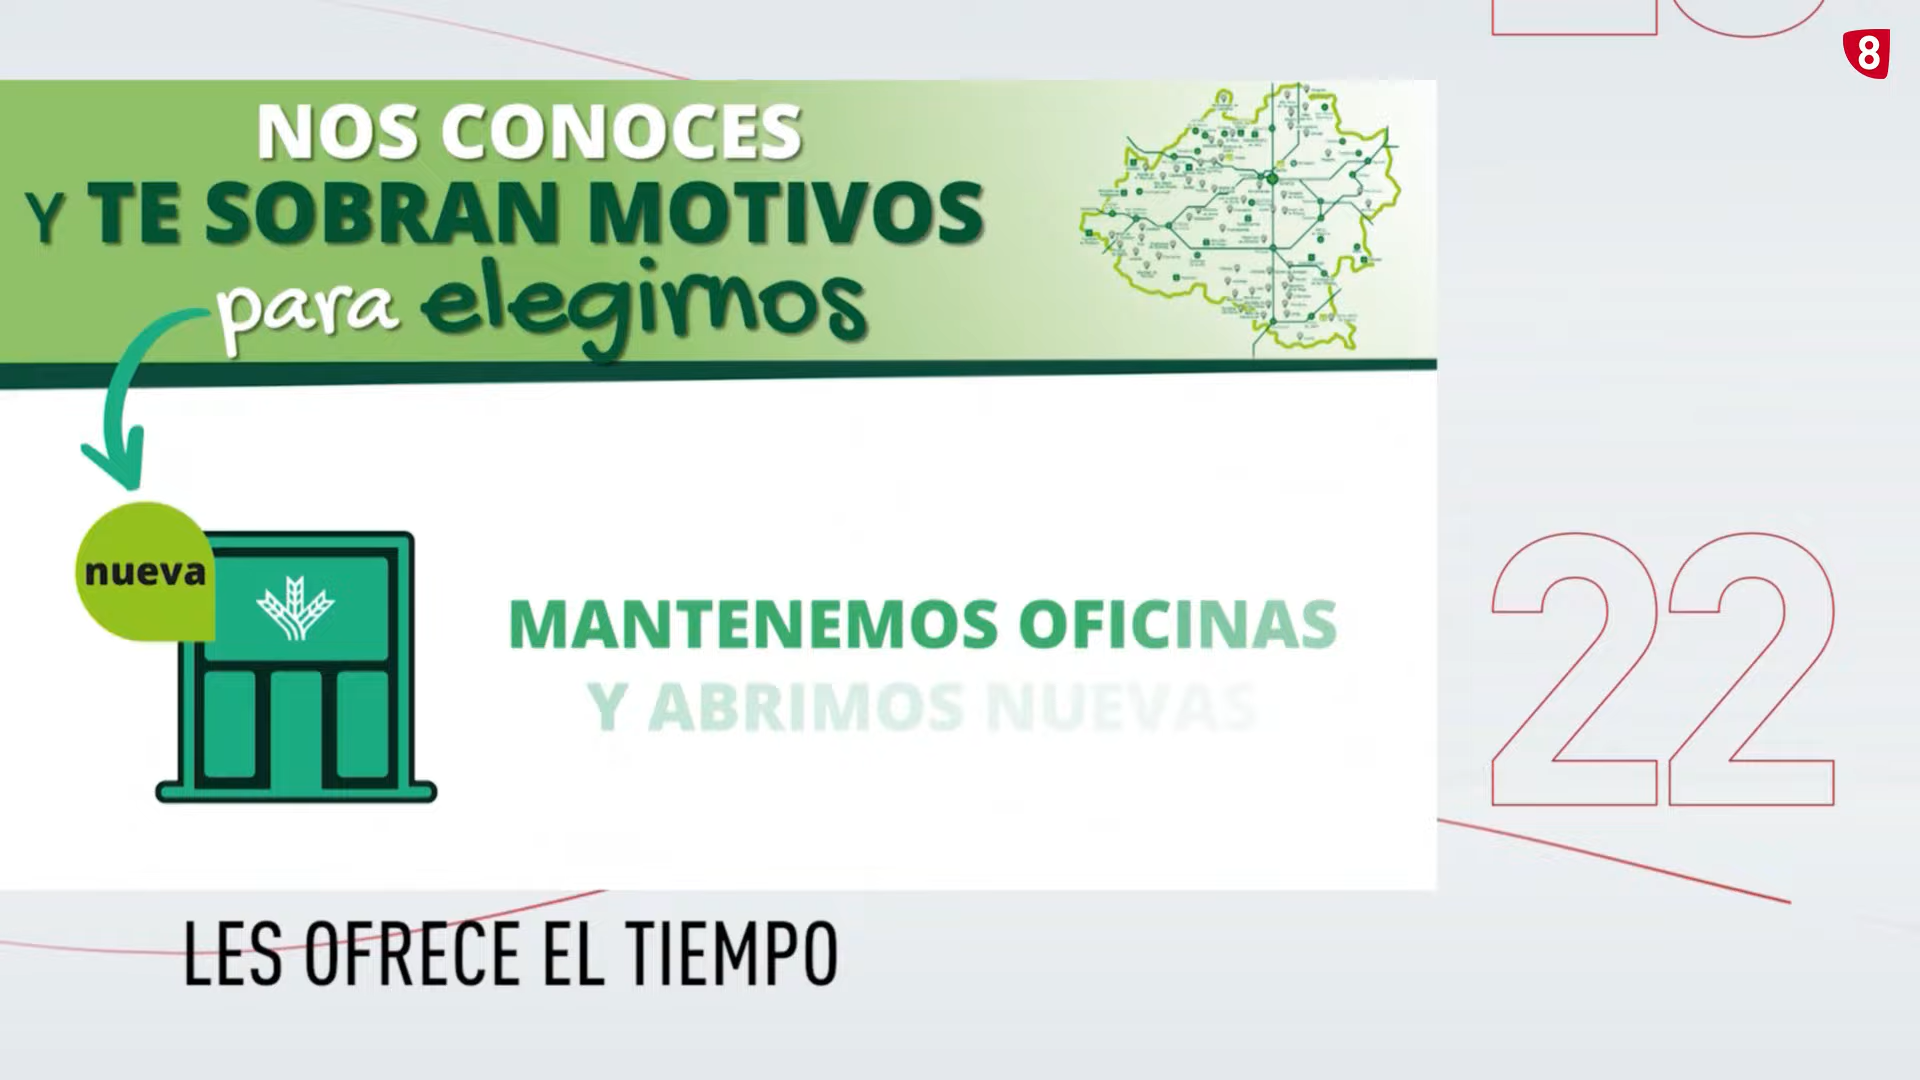 8
NOS CONOCES
Y TE SOBRAN MOTIVOS
para elegirnos
nueva
MANTENEMOS OFICINAS
Y ABRIMOS NUEVAS
22
LES OFRECE EL TIEMPO